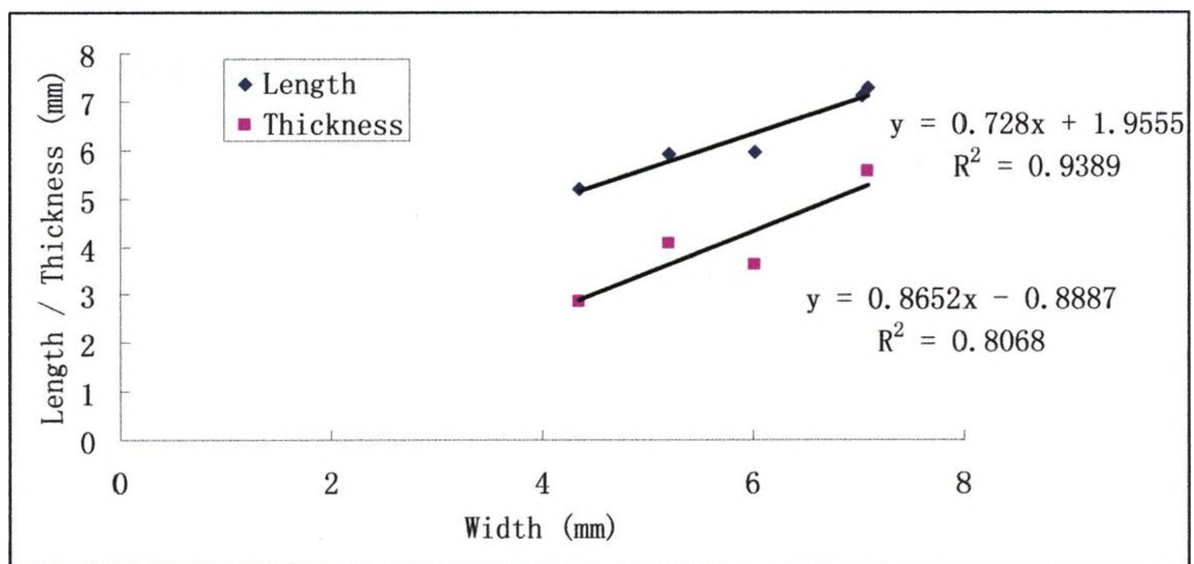 Length / Thickness (mm)
8
7
6
5
4
3
2
1
0
Length
Thickness
y = 0.728x + 1.9555
R² = 0.9389
y = 0.8652x − 0.8887
R² = 0.8068
0 2 4 6 8
Width (mm)